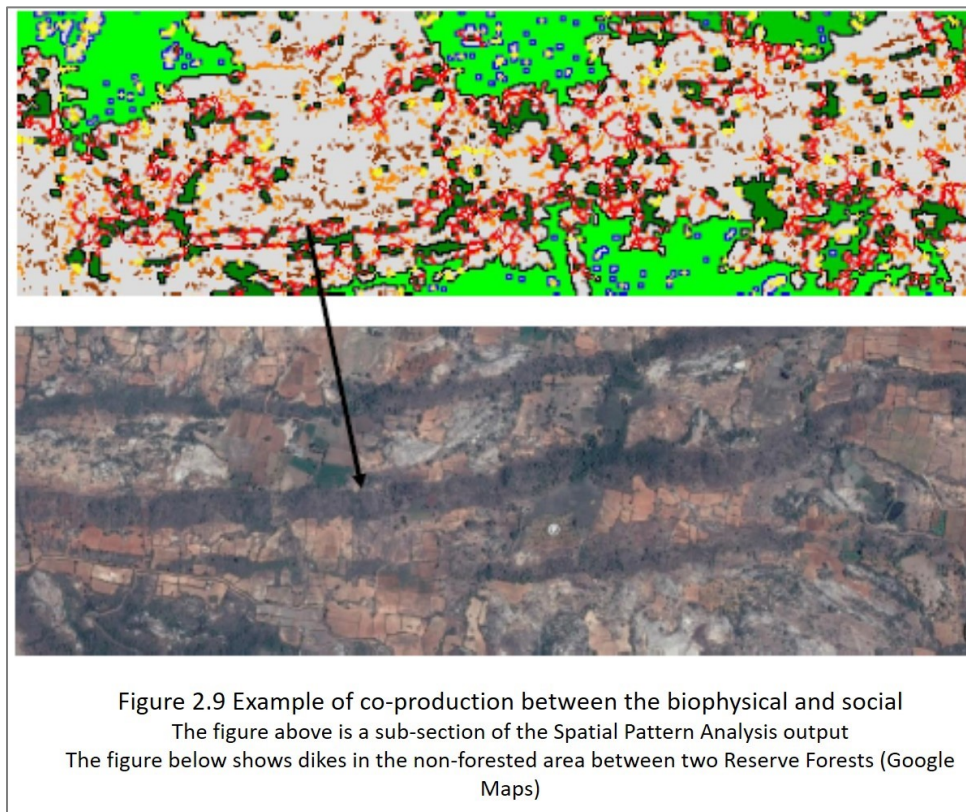 Figure 2.9 Example of co-production between the biophysical and social
The figure above is a sub-section of the Spatial Pattern Analysis output
The figure below shows dikes in the non-forested area between two Reserve Forests (Google
Maps)